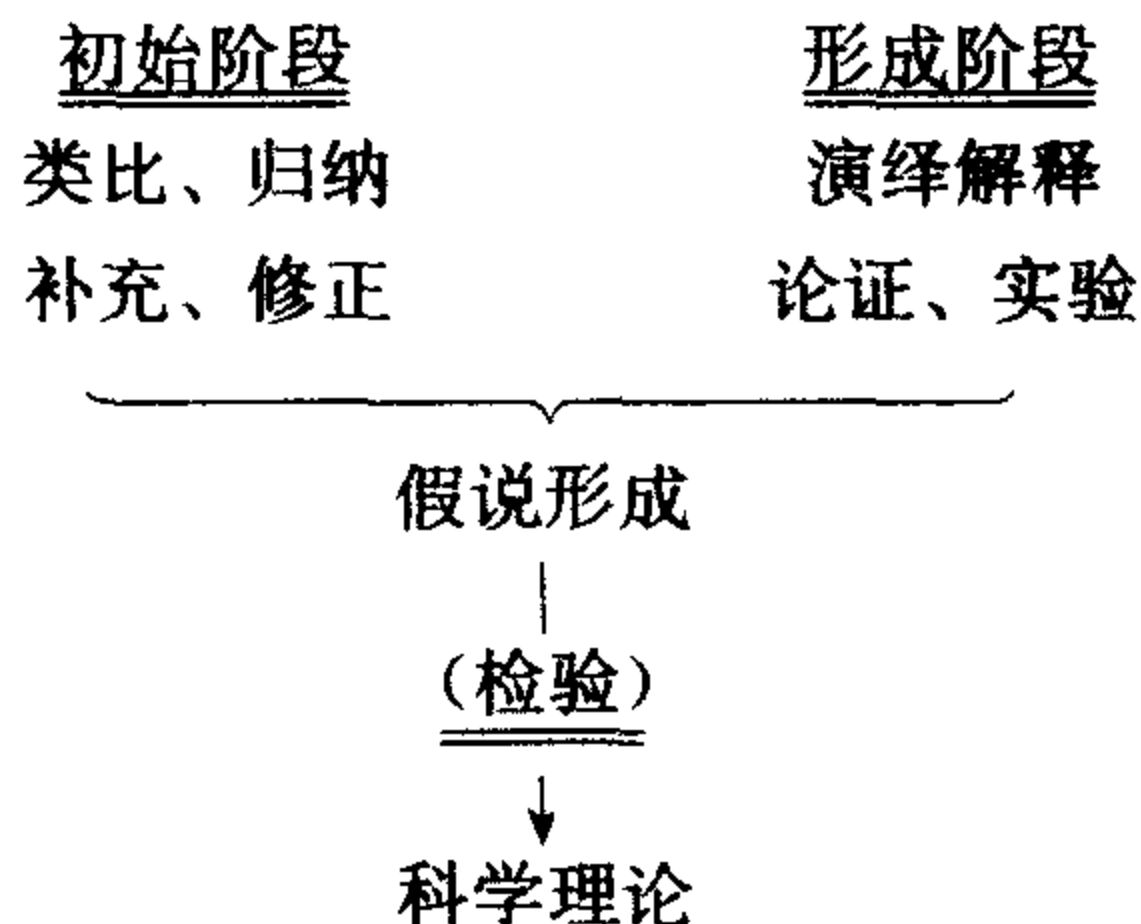 初始阶段 形成阶段
类比、归纳 演绎解释
补充、修正 论证、实验
假说形成
(检验)
科学理论